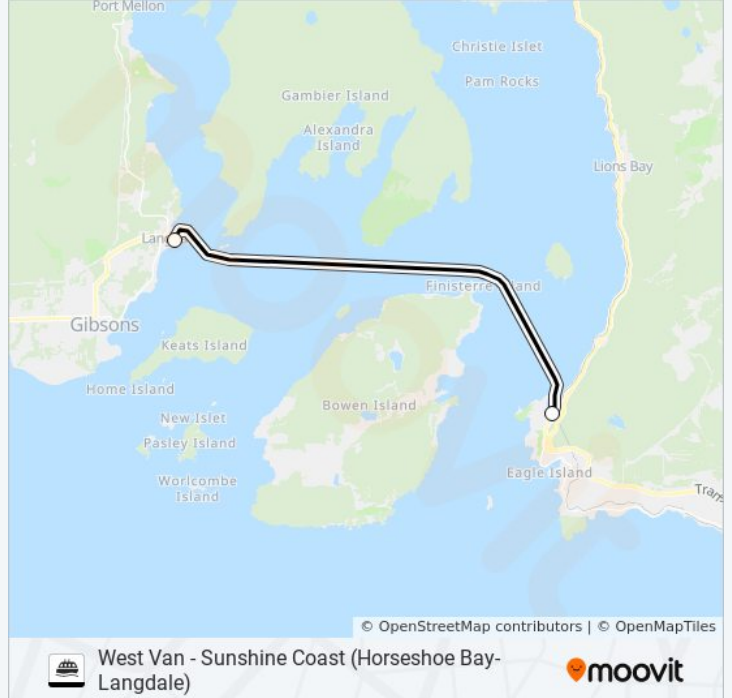 Port Mellon
Christie Islet
Pam Rocks
Gambier Island
Alexandra
Island
Lions Bay
Lang
Finisterre Island
Gibsons
Keats Island
Home Island
Bowen Island
New Islet
Pasley Island
Eagle Island
Worlcombe
Island
Trans
© OpenStreetMap contributors | © OpenMapTiles
West Van - Sunshine Coast (Horseshoe Bay-
Langdale)
moovit